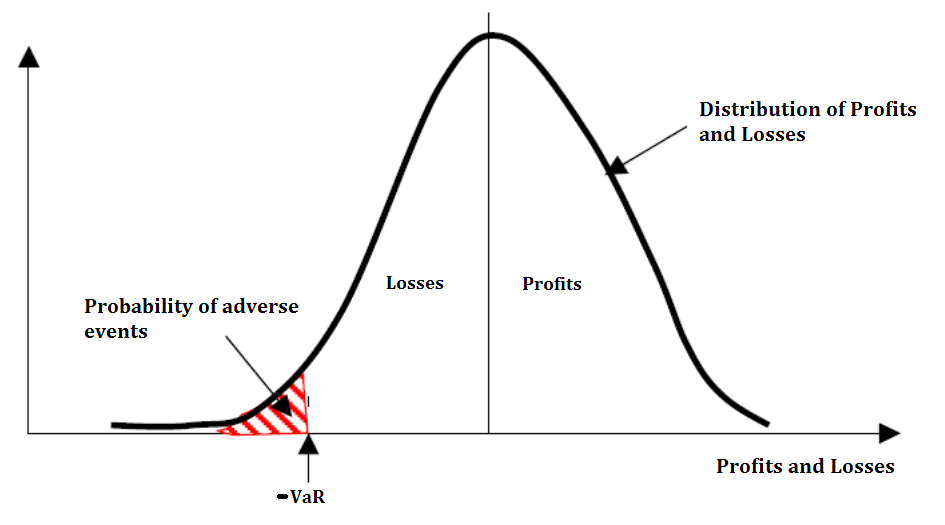 Distribution of Profits
and Losses
Losses
Profits
Probability of adverse
events
Profits and Losses
-VaR